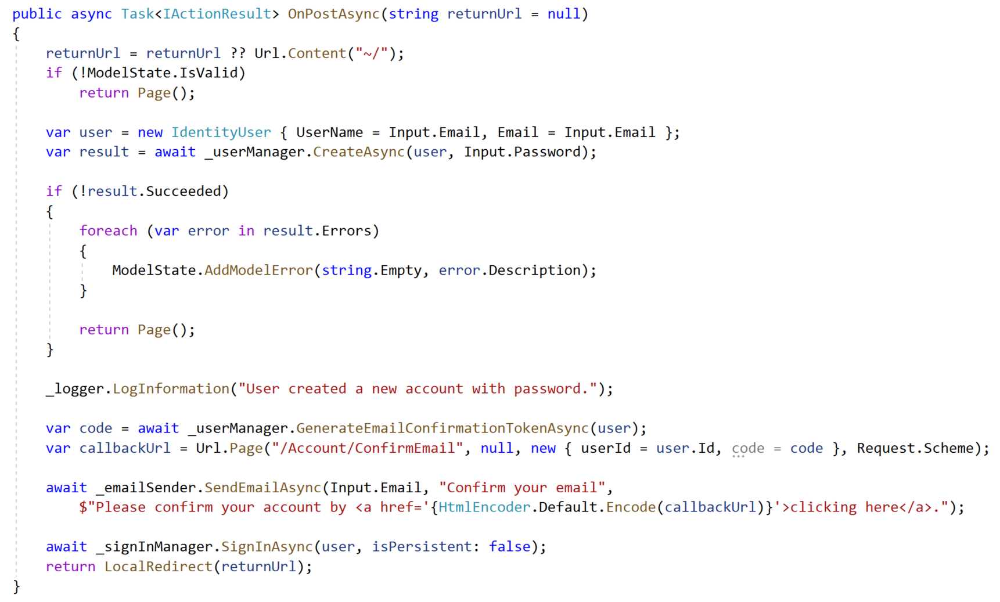 public async Task<IActionResult> OnPostAsync(string returnUrl = null)
{
    returnUrl = returnUrl ?? Url.Content("~/");
    if (!ModelState.IsValid)
        return Page();

    var user = new IdentityUser { UserName = Input.Email, Email = Input.Email };
    var result = await _userManager.CreateAsync(user, Input.Password);

    if (!result.Succeeded)
    {
        foreach (var error in result.Errors)
        {
            ModelState.AddModelError(string.Empty, error.Description);
        }

        return Page();
    }

    _logger.LogInformation("User created a new account with password.");

    var code = await _userManager.GenerateEmailConfirmationTokenAsync(user);
    var callbackUrl = Url.Page("/Account/ConfirmEmail", null, new { userId = user.Id, code = code }, Request.Scheme);

    await _emailSender.SendEmailAsync(Input.Email, "Confirm your email",
        $"Please confirm your account by <a href='{HtmlEncoder.Default.Encode(callbackUrl)}'>clicking here</a>.");

    await _signInManager.SignInAsync(user, isPersistent: false);
    return LocalRedirect(returnUrl);
}